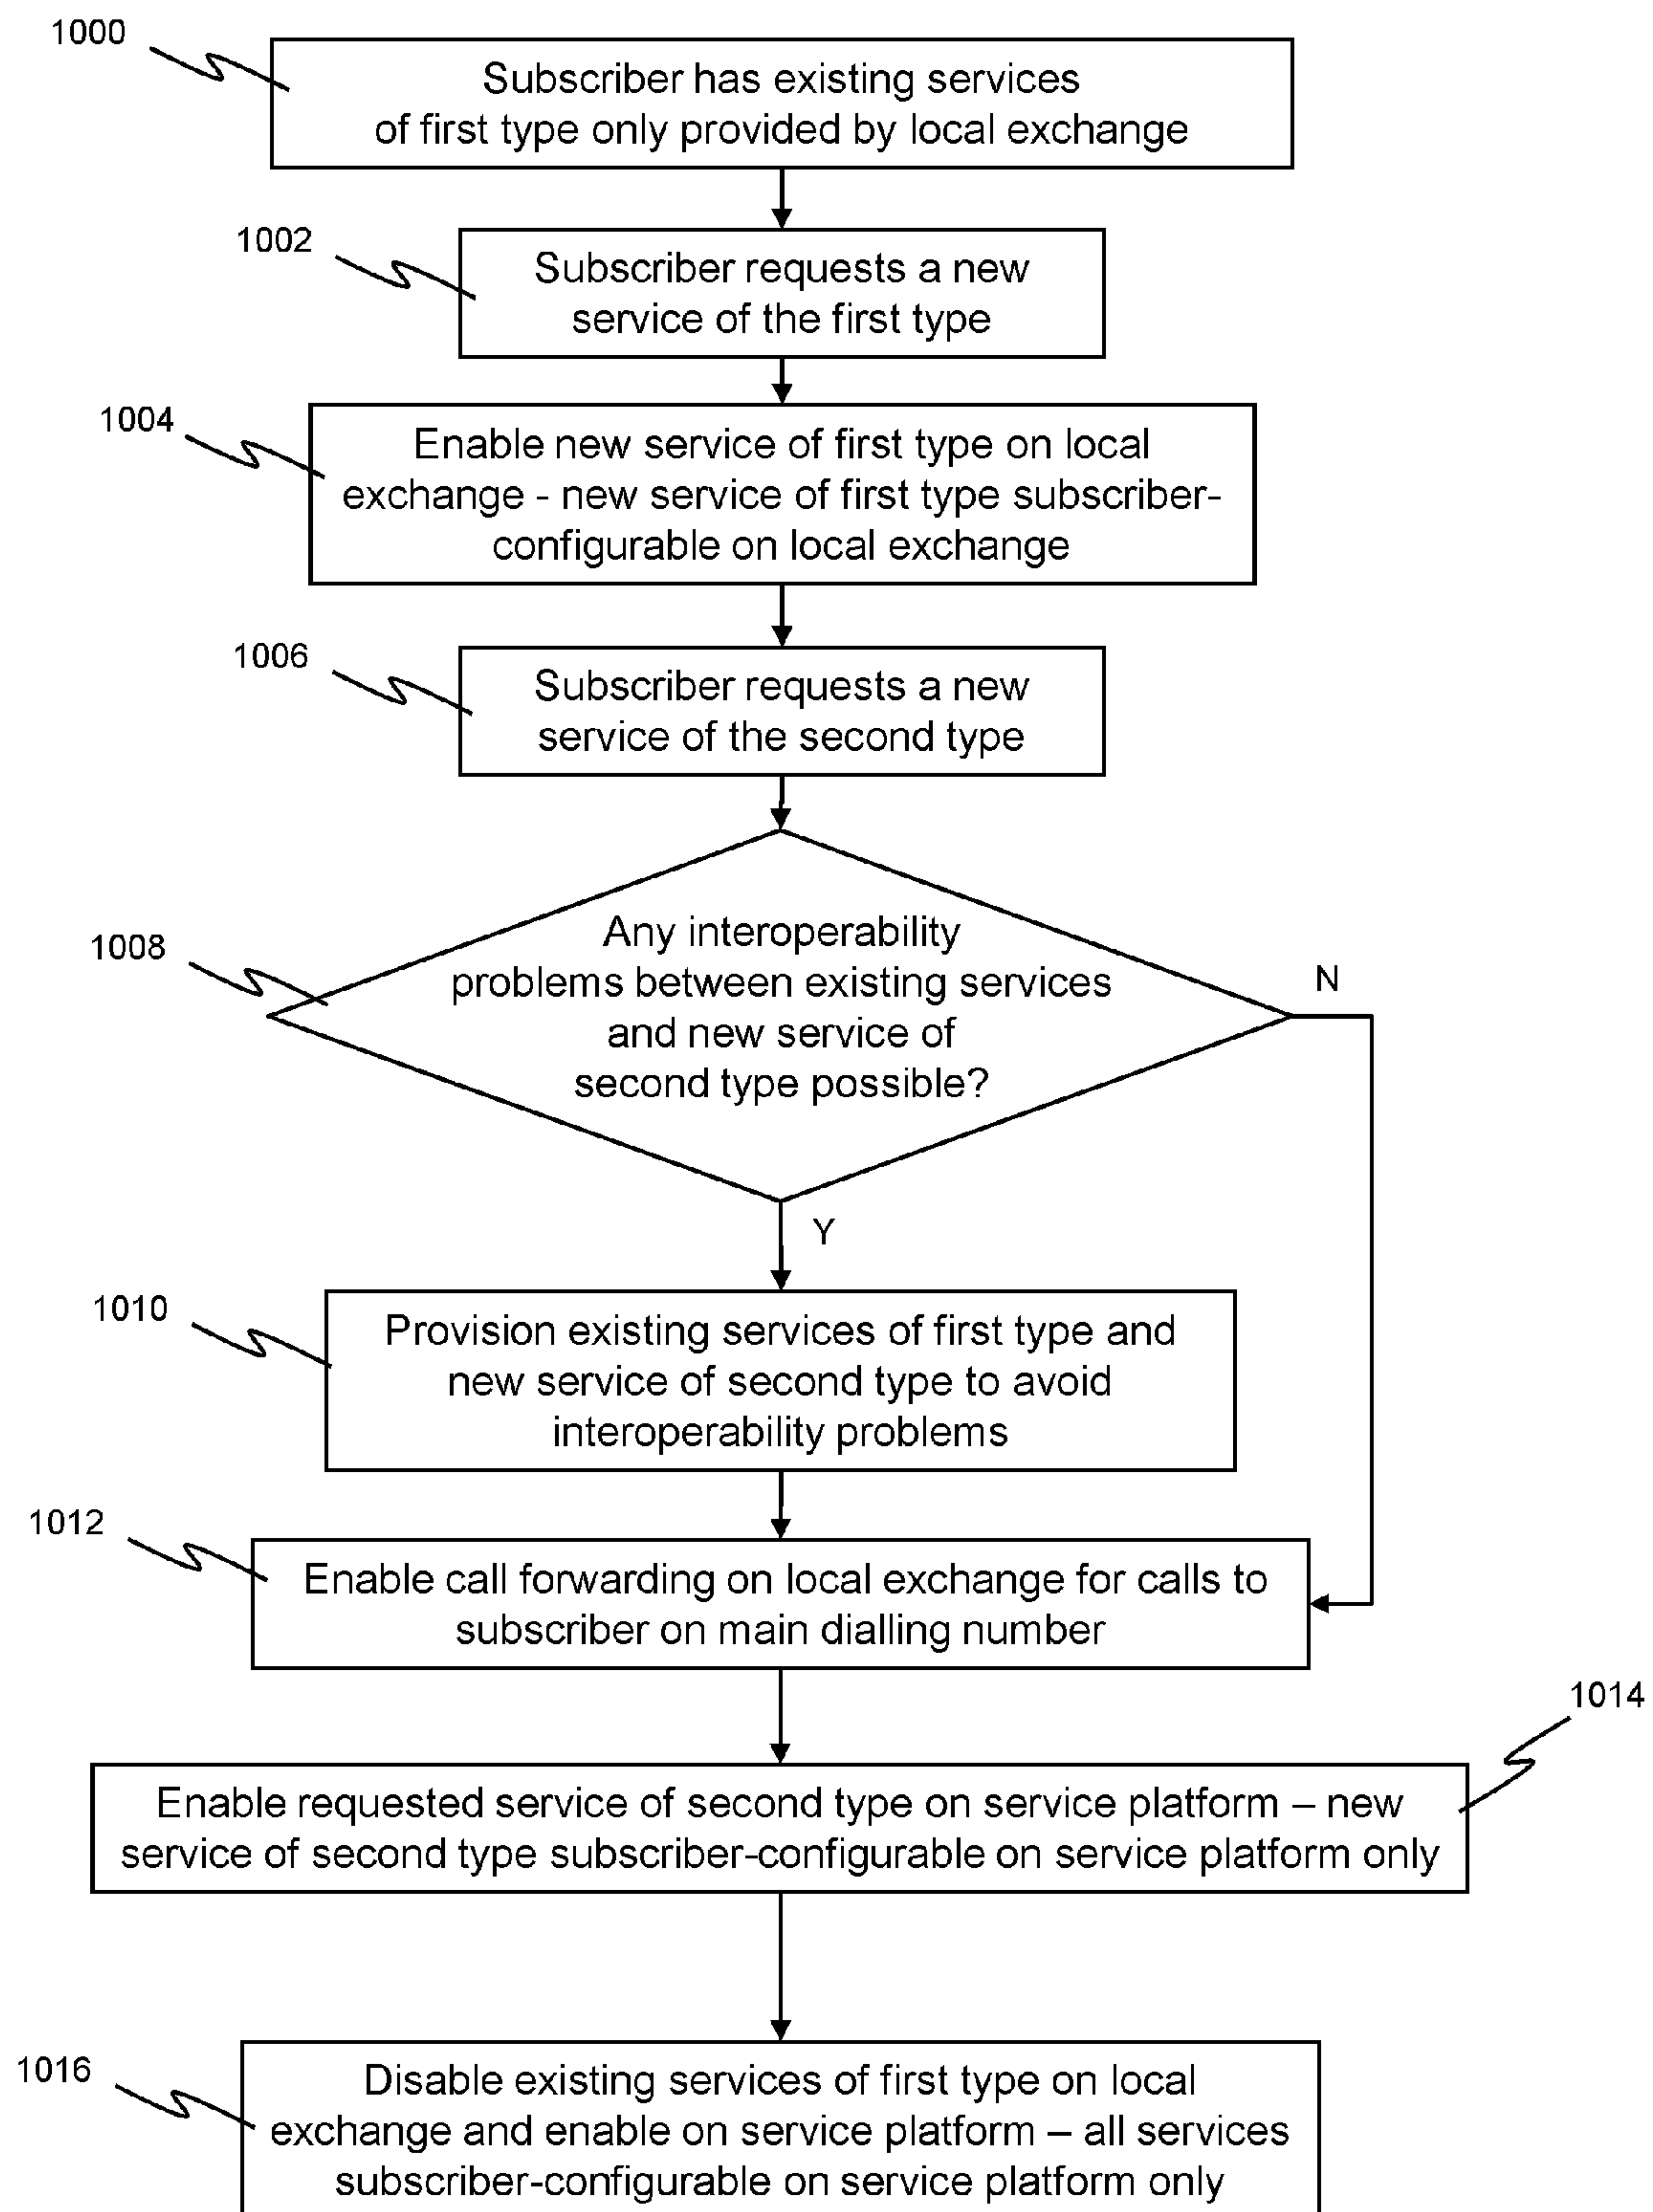 1000
Subscriber has existing services
of first type only provided by local exchange
1002
Subscriber requests a new
service of the first type
1004
Enable new service of first type on local
exchange - new service of first type subscriber-
configurable on local exchange
1006
Subscriber requests a new
service of the second type
1008
Any interoperability
problems between existing services
and new service of
second type possible?
N
Y
1010
Provision existing services of first type and
new service of second type to avoid
interoperability problems
1012
Enable call forwarding on local exchange for calls to
subscriber on main dialling number
1014
Enable requested service of second type on service platform – new
service of second type subscriber-configurable on service platform only
1016
Disable existing services of first type on local
exchange and enable on service platform – all services
subscriber-configurable on service platform only